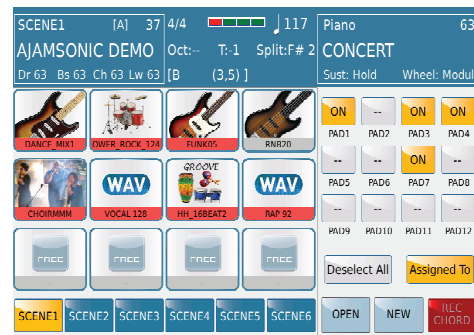 SCENE1 [A] 37 4/4 117 Piano 63
AJAMSONIC DEMO Oct:-- T:-1 Split:F# 2 CONCERT
Dr 63 Bs 63 Ch 63 Lw 63 [B (3,5) ] Sust: Hold Wheel: Modul
DANCE_MIX1 OWER_ROCK_124 FUNK05 RNB20
ON -- ON ON
PAD1 PAD2 PAD3 PAD4
-- -- ON --
PAD5 PAD6 PAD7 PAD8
GROOVE
WAV WAV
CHOIRMMM VOCAL 128 HH_16BEAT2 RAP 92
-- -- -- --
PAD9 PAD10 PAD11 PAD12
FREE FREE FREE FREE
Deselect All Assigned To
SCENE1 SCENE2 SCENE3 SCENE4 SCENE5 SCENE6 OPEN NEW REC
CHORD